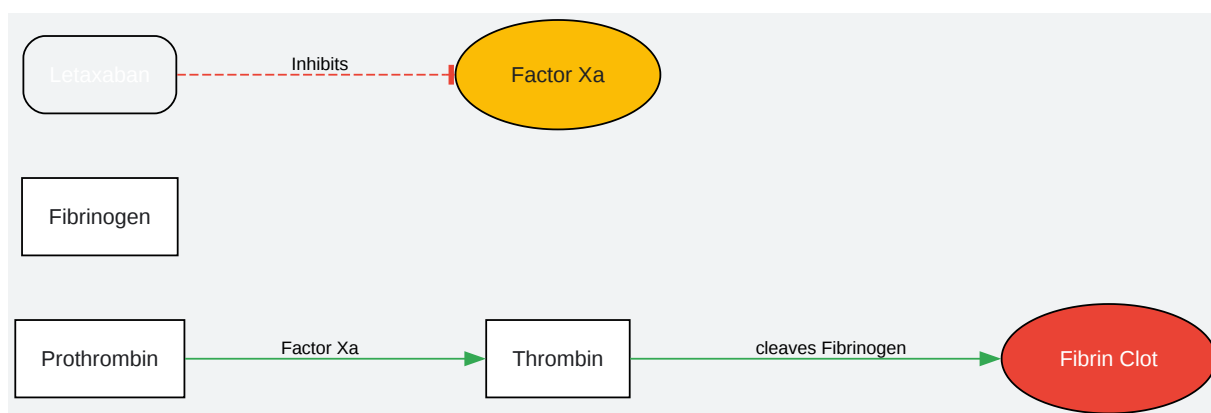 Letaxaban
Inhibits
Factor Xa
Fibrinogen
Prothrombin
Factor Xa
Thrombin
cleaves Fibrinogen
Fibrin Clot